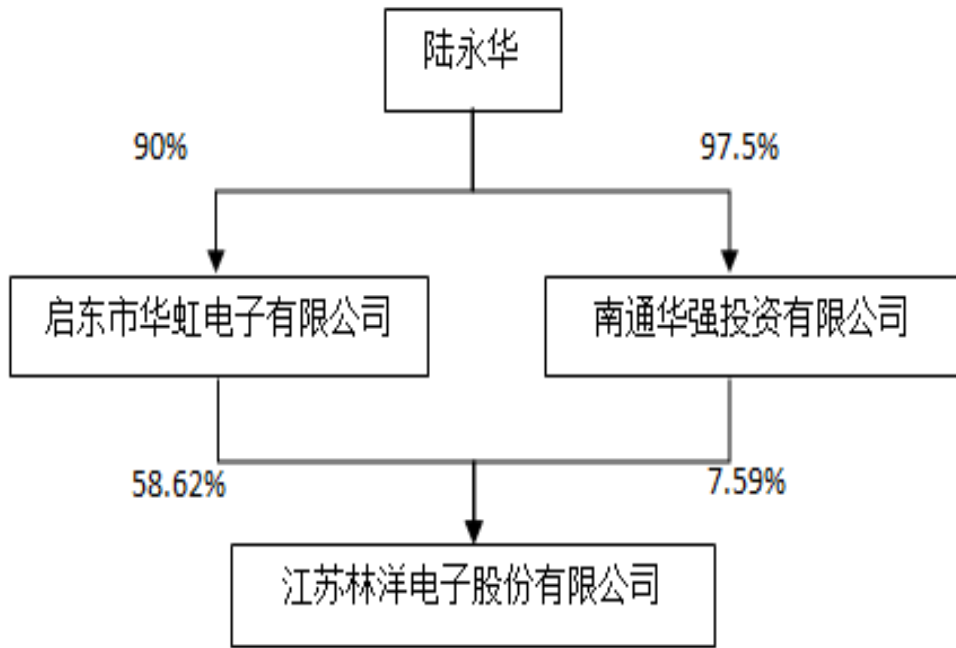 陆永华
90%
97.5%
启东市华虹电子有限公司
南通华强投资有限公司
58.62%
7.59%
江苏林洋电子股份有限公司